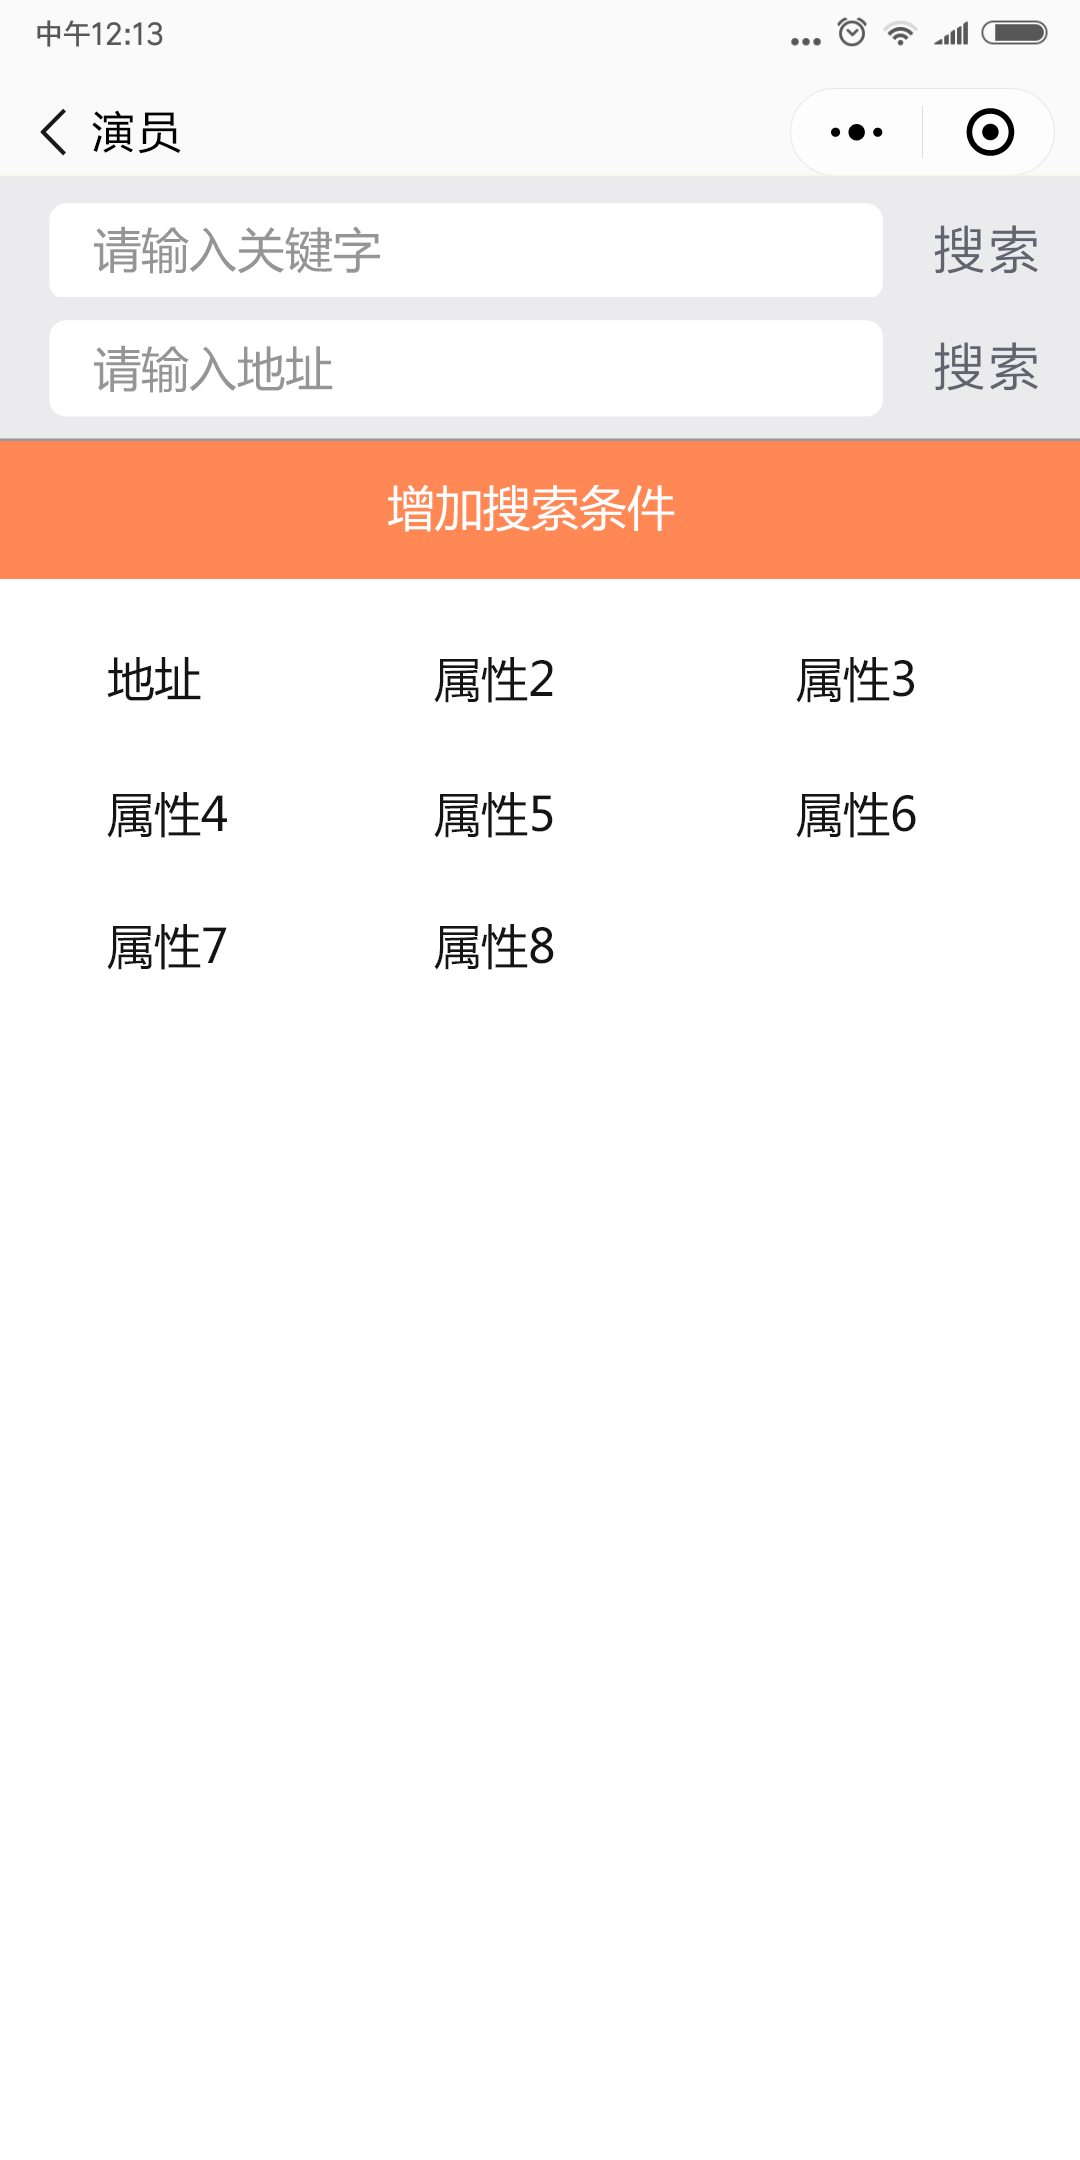 中午12:13
演员
请输入关键字 搜索
请输入地址 搜索
增加搜索条件
地址 属性2 属性3
属性4 属性5 属性6
属性7 属性8